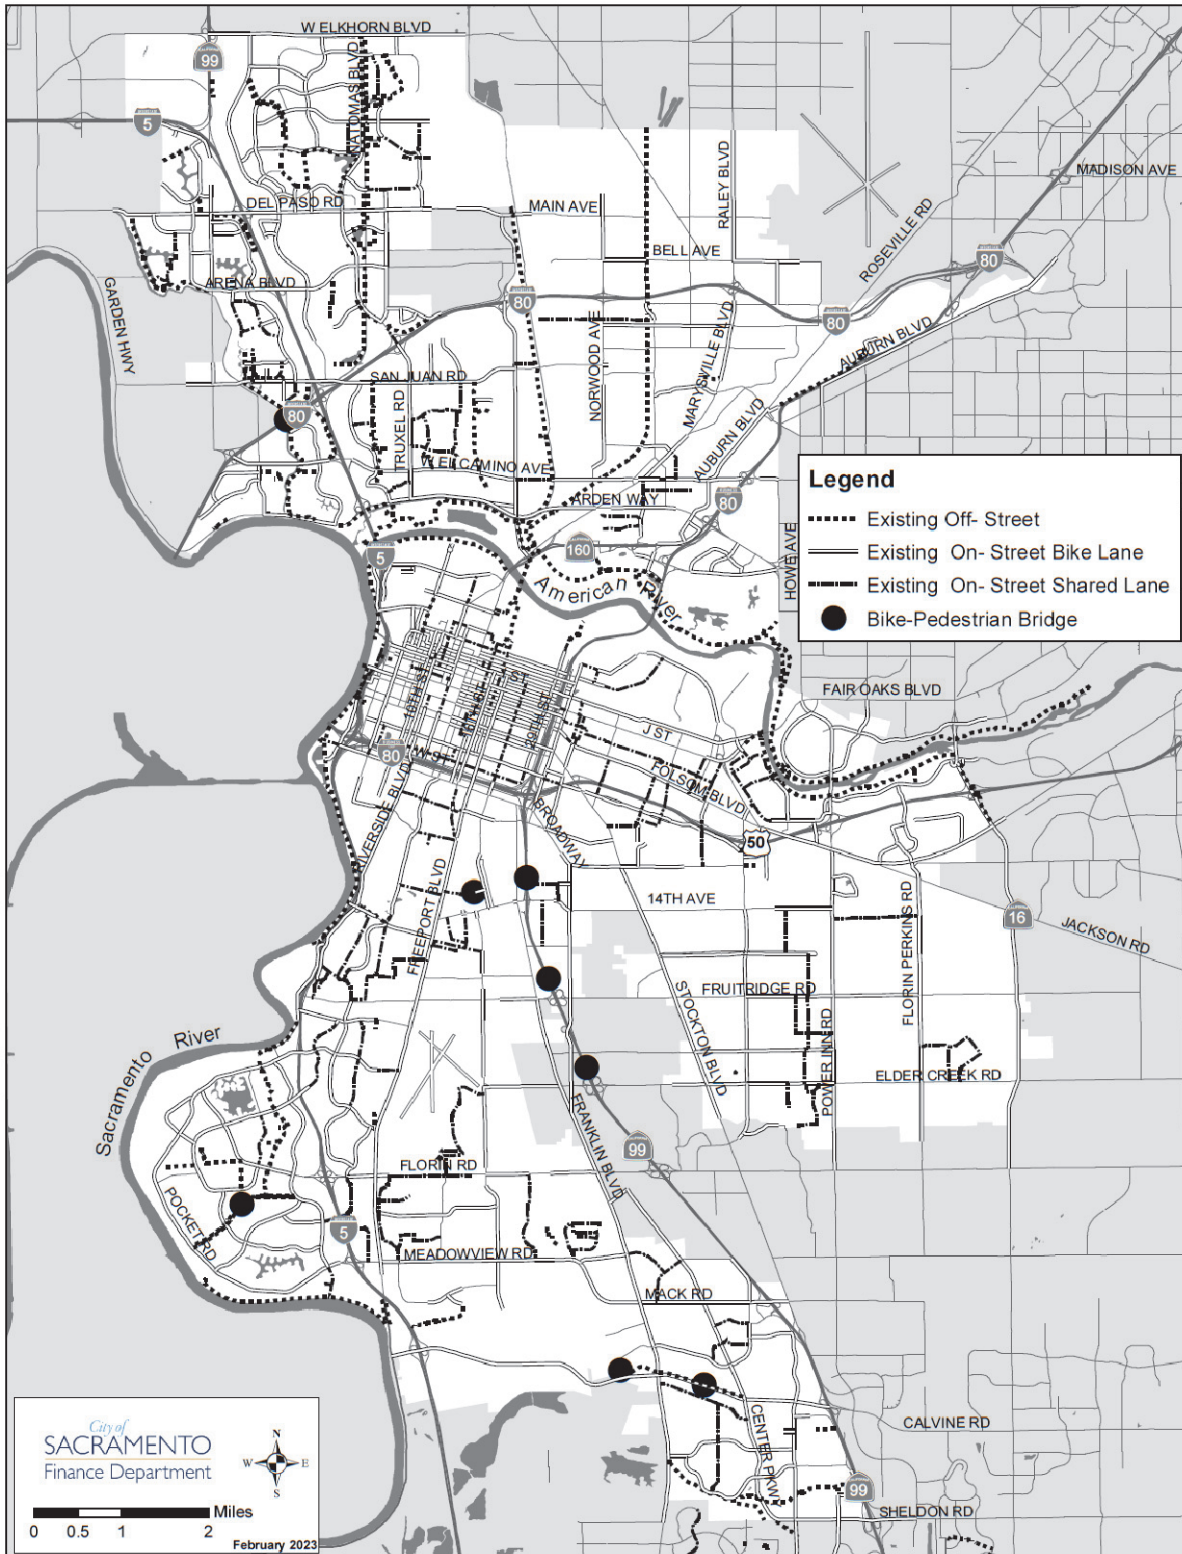 W ELKHORN BLVD
99
5
NATOMAS BLVD
RALEY BLVD
MADISON AVE
DEL PASO RD
MAIN AVE
ROSEVILLE RD
BELL AVE
80
ARENA BLVD
GARDEN HWY
80
80
NORWOOD AVE
MARYSVILLE BLVD
AUBURN BLVD
SAN JUAN RD
80
TRUXEL RD
AUBURN BLVD
W EL CAMINO AVE
ARDEN WAY
80
HOWE AVE
Legend
Existing Off- Street
Existing On- Street Bike Lane
Existing On- Street Shared Lane
Bike-Pedestrian Bridge
5
160
American River
FAIR OAKS BLVD
J ST
29TH ST
80
W ST
FOLSOM BLVD
RIVERSIDE BLVD
BROADWAY
50
FREEPORT BLVD
14TH AVE
FLORIN PERKINS RD
16
JACKSON RD
FRUITRIDGE RD
STOCKTON BLVD
POWER INN RD
Sacramento River
ELDER CREEK RD
FRANKLIN BLVD
99
FLORIN RD
POCKET RD
5
MEADOWVIEW RD
MACK RD
CENTER PKWY
CALVINE RD
99
SHELDON RD
City of
SACRAMENTO
Finance Department
N
W E
S
Miles
0 0.5 1 2
February 2023